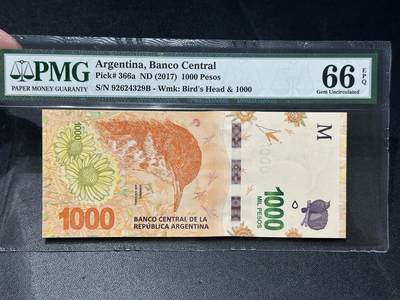 PMG
PAPER MONEY GUARANTY
Argentina, Banco Central
Pick# 366a ND (2017) 1000 Pesos
S/N 92624329B - Wmk: Bird's Head & 1000
66 EPQ
Gem Uncirculated
1000
M
1000
BANCO CENTRAL DE LA
REPÚBLICA ARGENTINA
1000
MIL PESOS